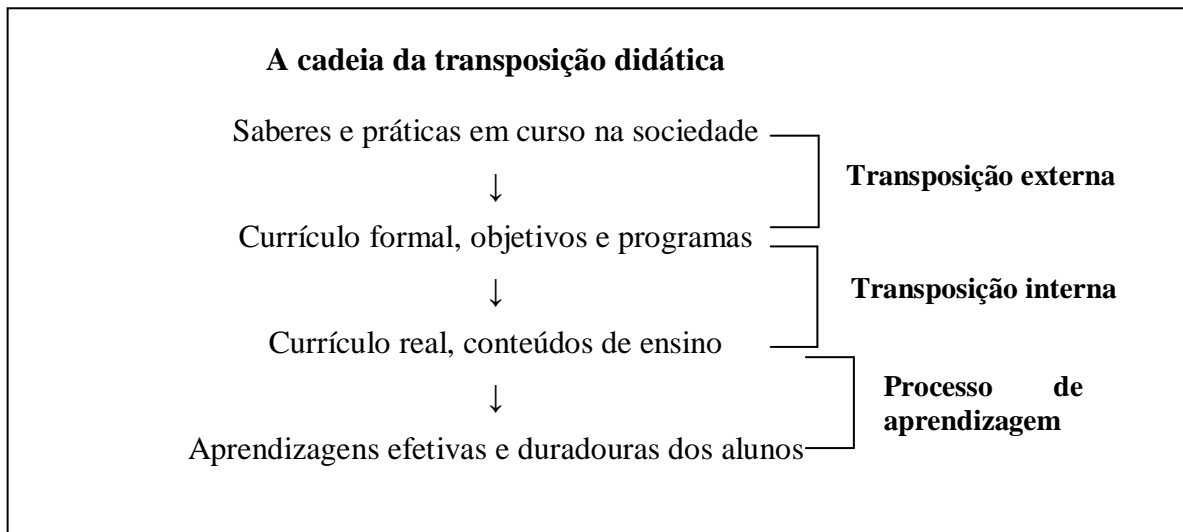 A cadeia da transposição didática
Saberes e práticas em curso na sociedade
↓
Transposição externa
Currículo formal, objetivos e programas
↓
Transposição interna
Currículo real, conteúdos de ensino
↓
Processo de
aprendizagem
Aprendizagens efetivas e duradouras dos alunos